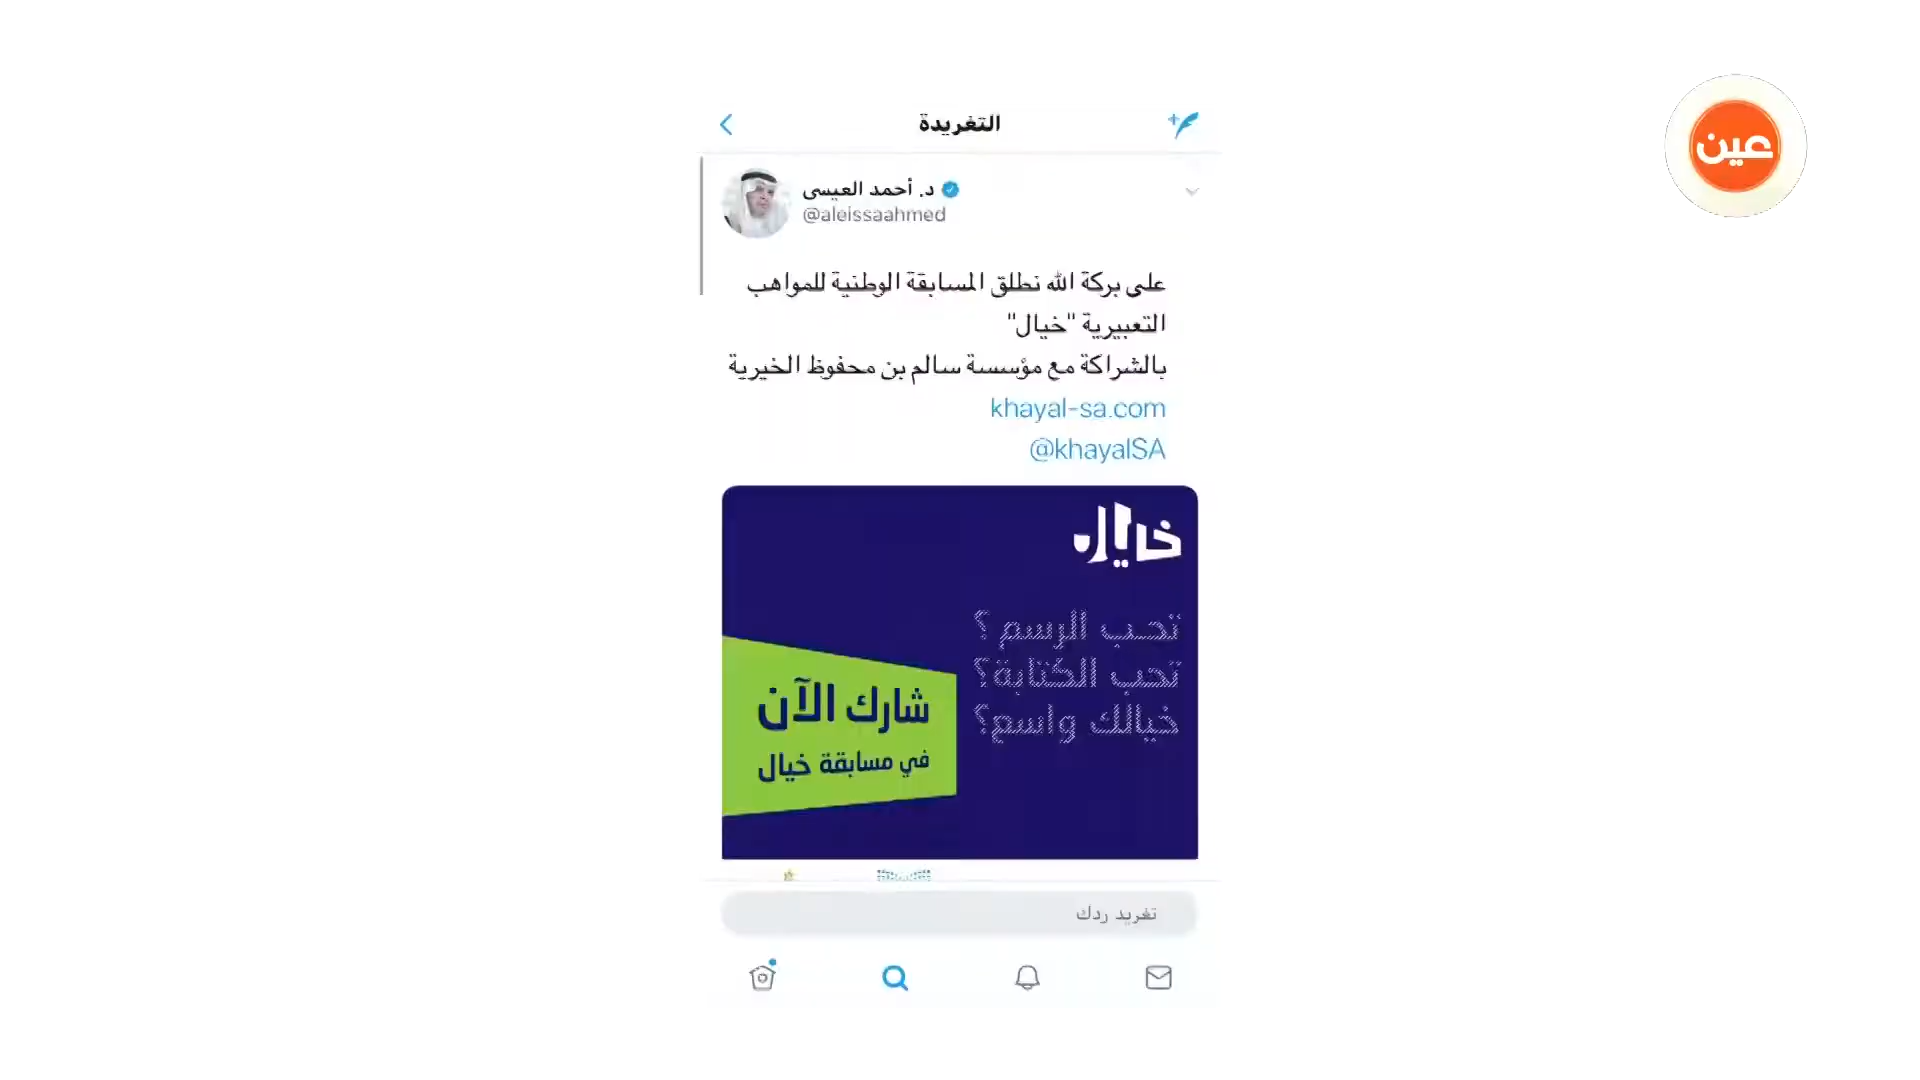 التغريدة
د. أحمد العيسى
@aleissaahmed
على بركة الله نطلق المسابقة الوطنية للمواهب
التعبيرية "خيال"
بالشراكة مع مؤسسة سالم بن محفوظ الخيرية
khayal-sa.com
@khayalSA
خيال
تحب الرسم؟
تحب الكتابة؟
خيالك واسع؟
شارك الآن
في مسابقة خيال
تغريد ردك
عين